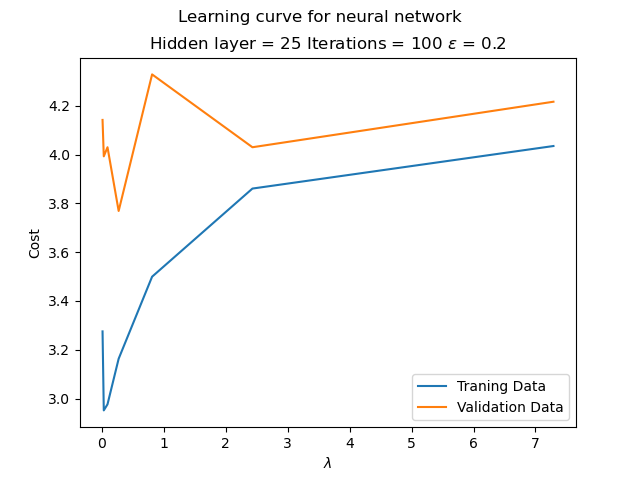 Learning curve for neural network
Hidden layer = 25 Iterations = 100 ε = 0.2
4.2
4.0
3.8
3.6
3.4
3.2
3.0
Cost
0 1 2 3 4 5 6 7
λ
Traning Data
Validation Data